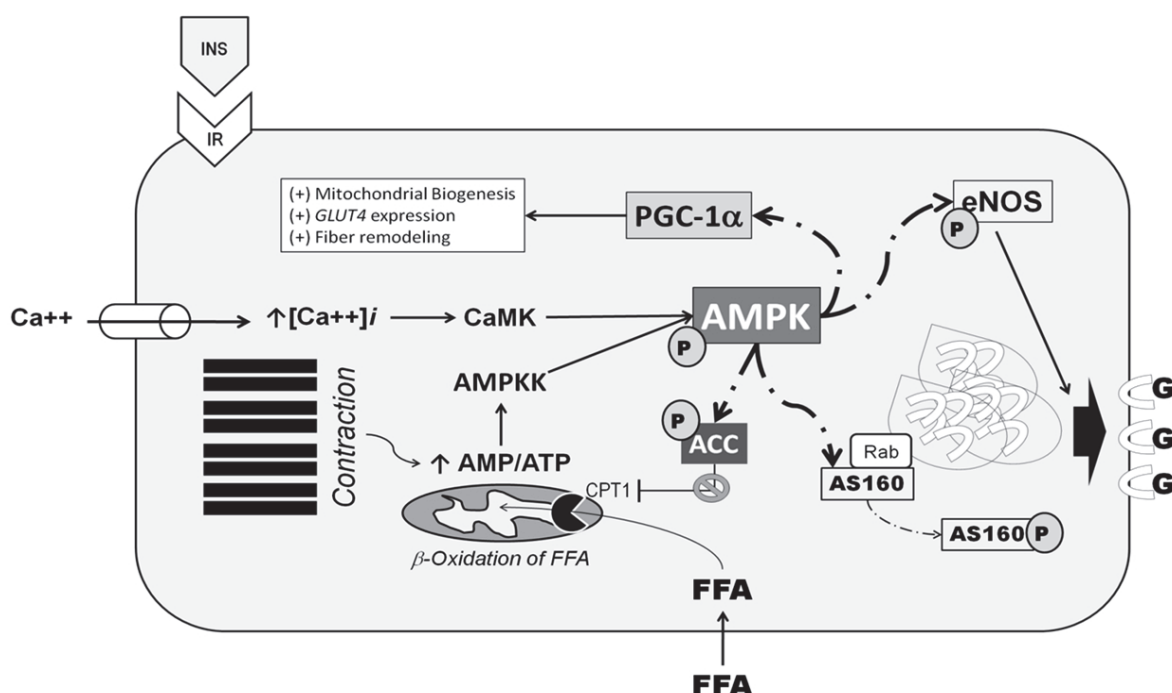 INS
IR
(+) Mitochondrial Biogenesis
(+) GLUT4 expression
(+) Fiber remodeling
PGC-1α
eNOS
P
Ca++
↑[Ca++]i
CaMK
AMPK
P
AMPKK
Contraction
↑ AMP/ATP
P
ACC
CPT1
Rab
AS160
AS160
P
G
G
G
β-Oxidation of FFA
FFA
FFA